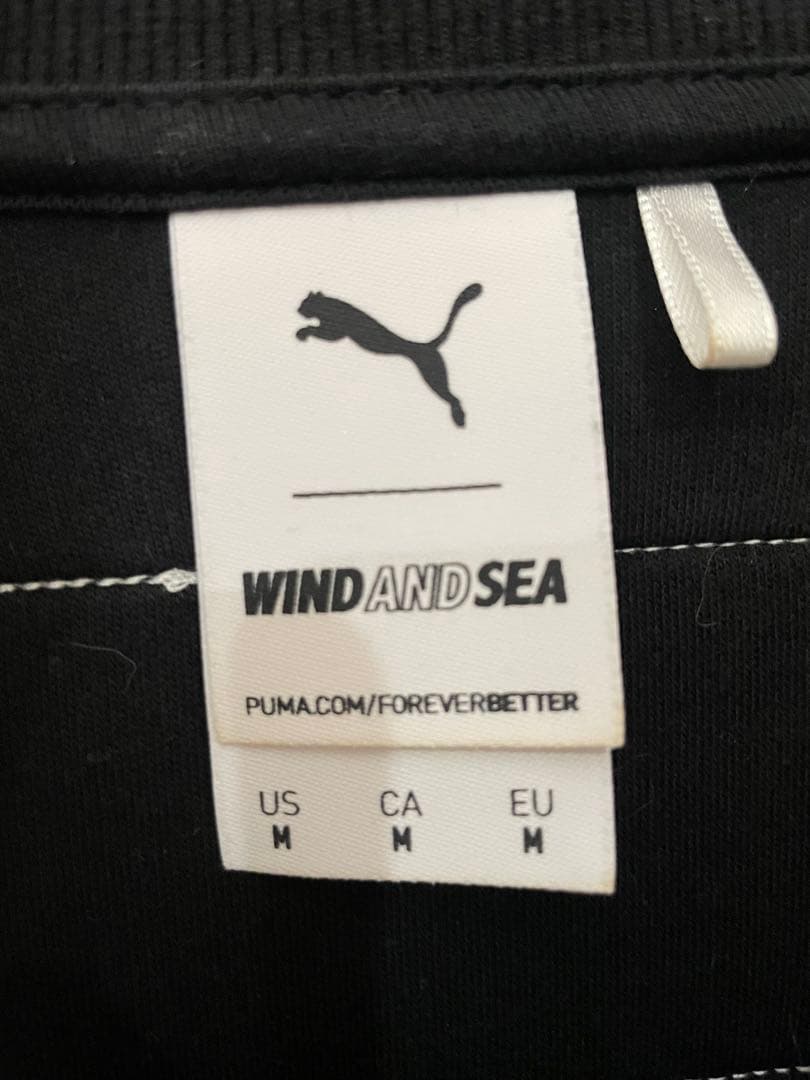 WINDANDSEA
PUMA.COM/FOREVERBETTER
US CA EU
M M M